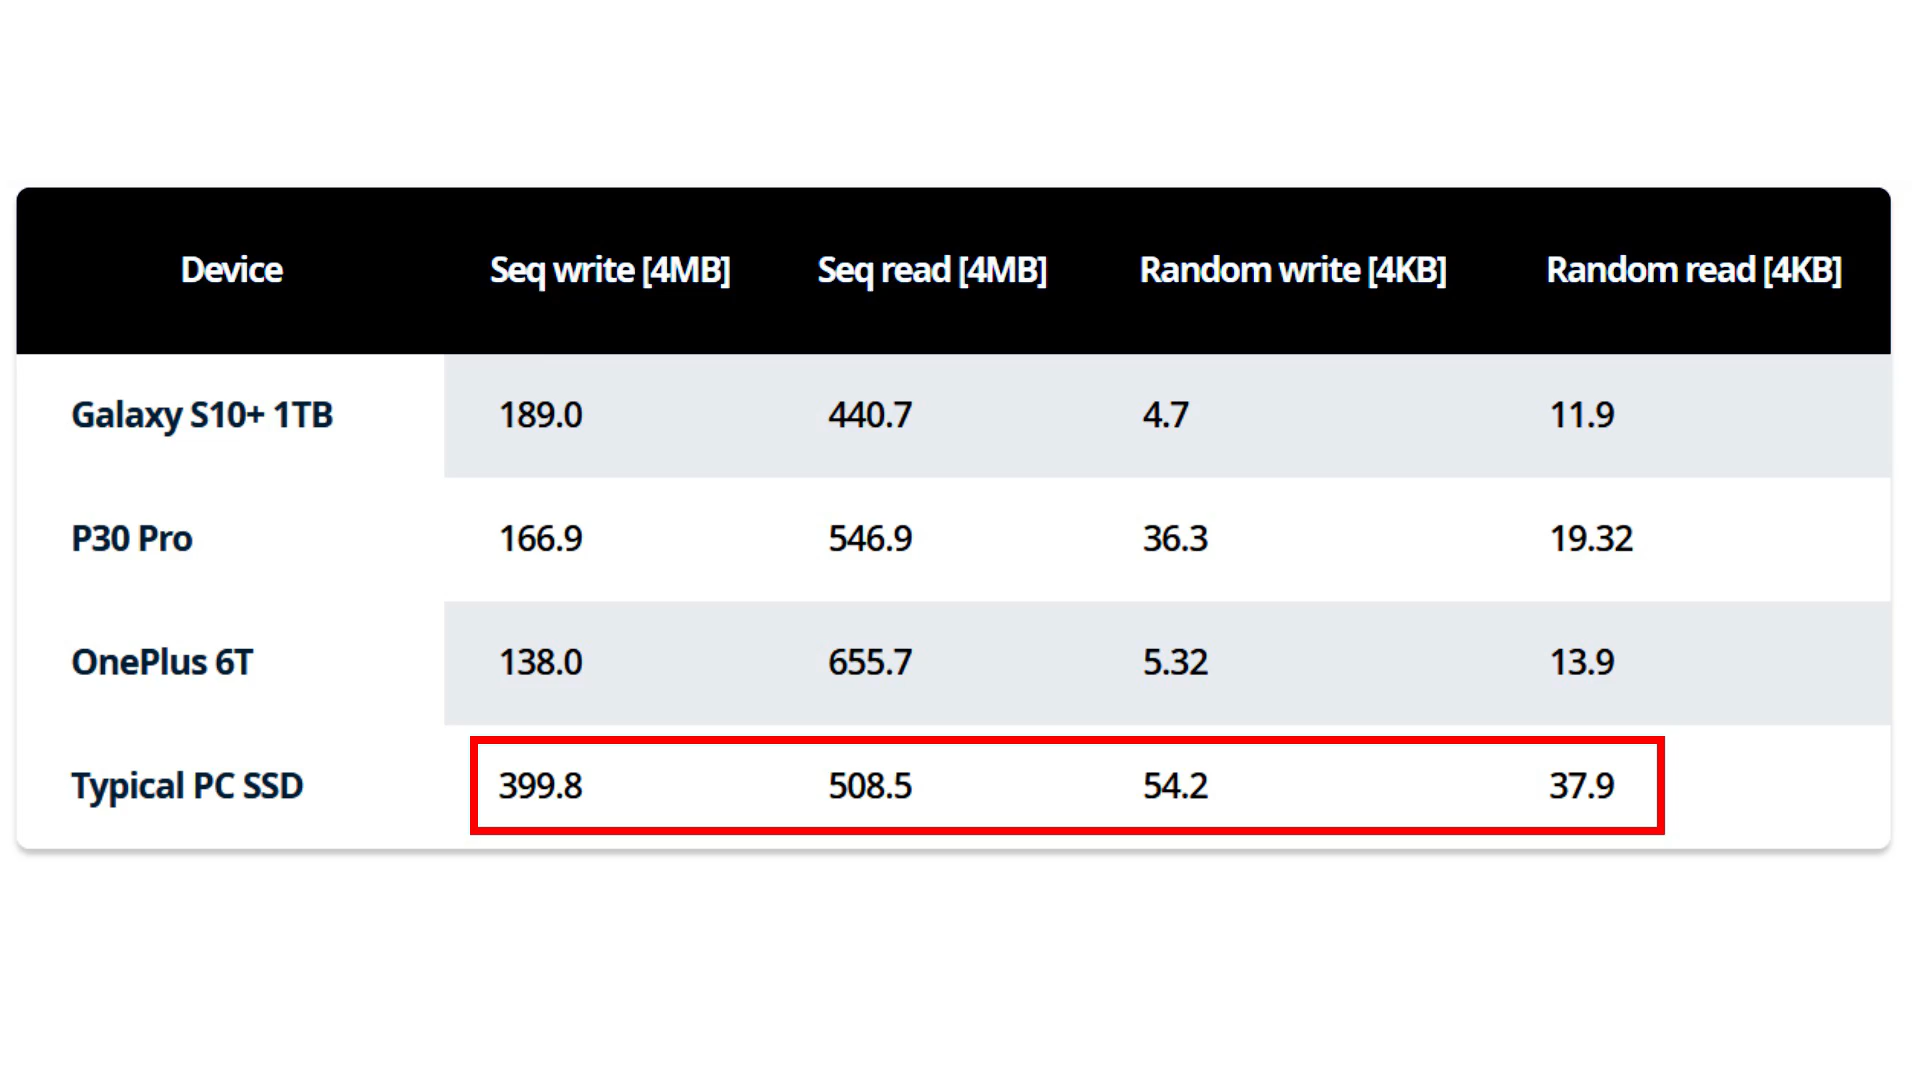 Device Seq write [4MB] Seq read [4MB] Random write [4KB] Random read [4KB]
Galaxy S10+ 1TB 189.0 440.7 4.7 11.9
P30 Pro 166.9 546.9 36.3 19.32
OnePlus 6T 138.0 655.7 5.32 13.9
Typical PC SSD 399.8 508.5 54.2 37.9